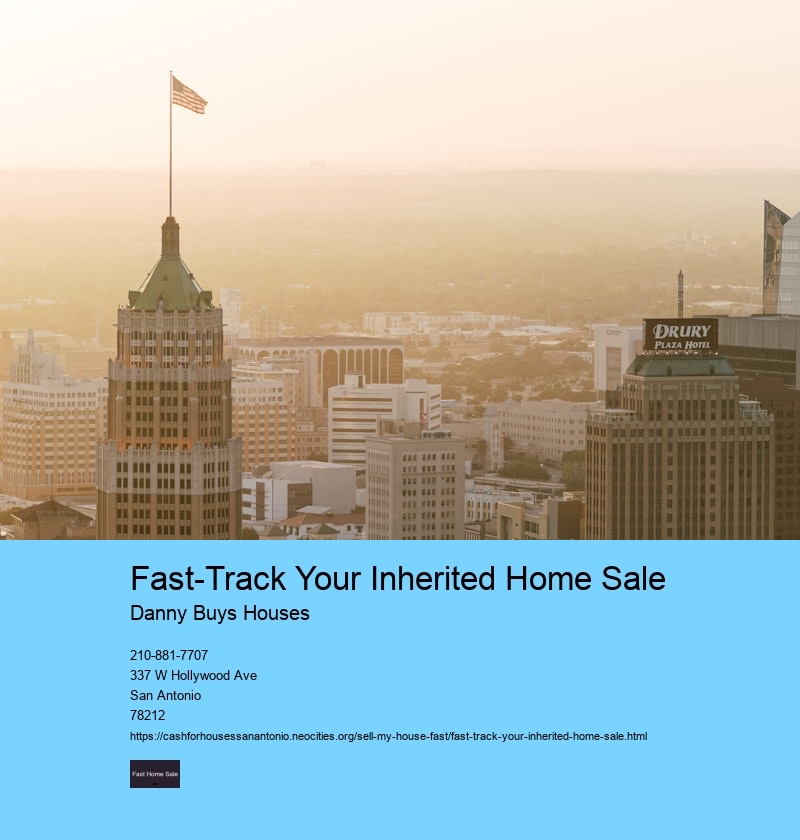 DRURY
PLAZA HOTEL
Fast-Track Your Inherited Home Sale
Danny Buys Houses
210-881-7707
337 W Hollywood Ave
San Antonio
78212
https://cashforhousessanantonio.neocities.org/sell-my-house-fast/fast-track-your-inherited-home-sale.html
Fast Home Sale